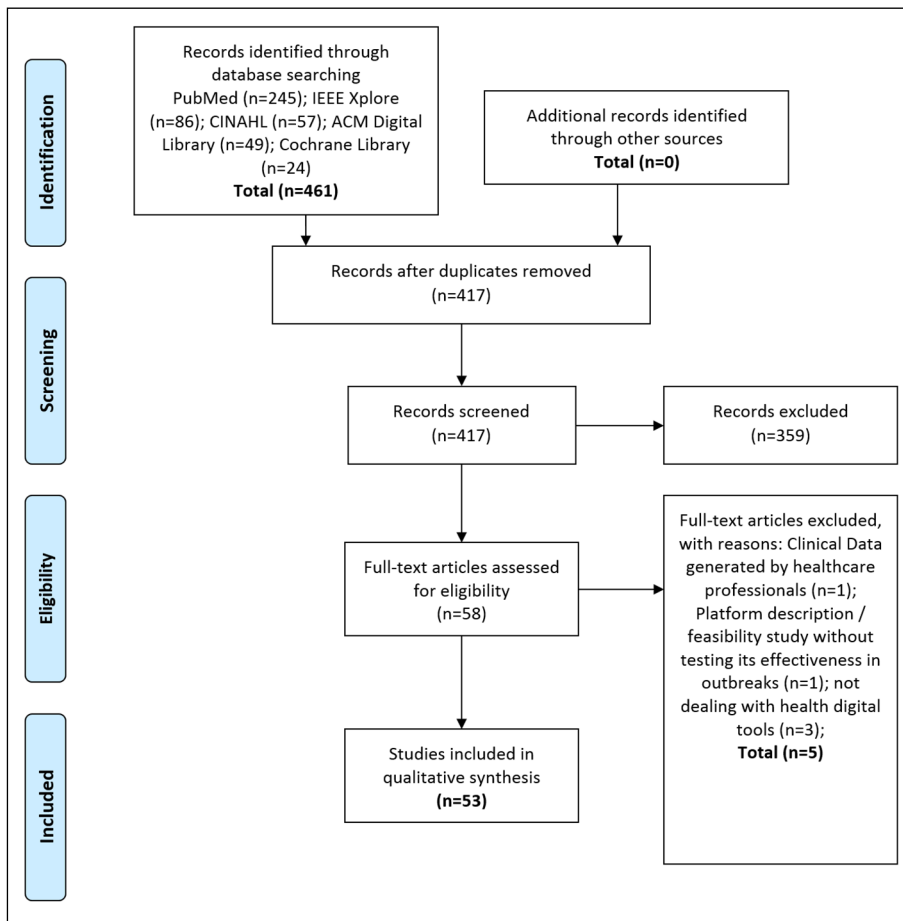 Identification
Records identified through
database searching
PubMed (n=245); IEEE Xplore
(n=86); CINAHL (n=57); ACM Digital
Library (n=49); Cochrane Library
(n=24)
Total (n=461)
Additional records identified
through other sources
Total (n=0)
Records after duplicates removed
(n=417)
Screening
Records screened
(n=417)
Records excluded
(n=359)
Eligibility
Full-text articles assessed
for eligibility
(n=58)
Full-text articles excluded,
with reasons: Clinical Data
generated by healthcare
professionals (n=1);
Platform description /
feasibility study without
testing its effectiveness in
outbreaks (n=1); not
dealing with health digital
tools (n=3);
Total (n=5)
Included
Studies included in
qualitative synthesis
(n=53)